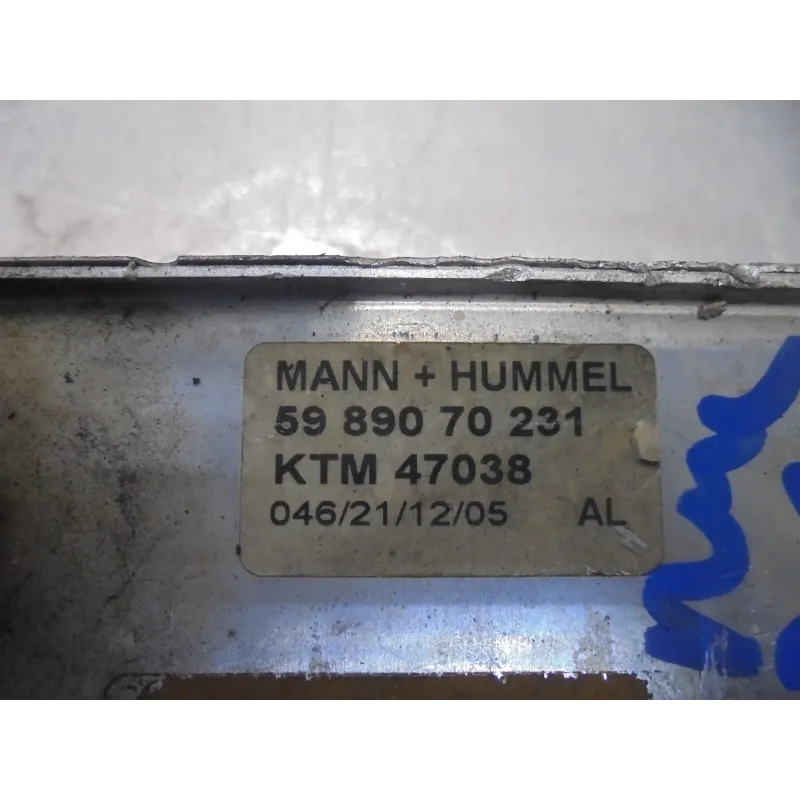 MANN + HUMMEL
59 890 70 231
KTM 47038
046/21/12/05 AL